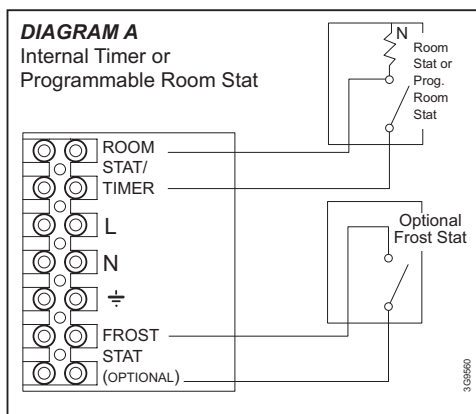 DIAGRAM A
Internal Timer or
Programmable Room Stat
N
Room
Stat or
Prog.
Room
Stat
ROOM
STAT/
TIMER
L
N
Optional
Frost Stat
FROST
STAT
(OPTIONAL)
3G9560